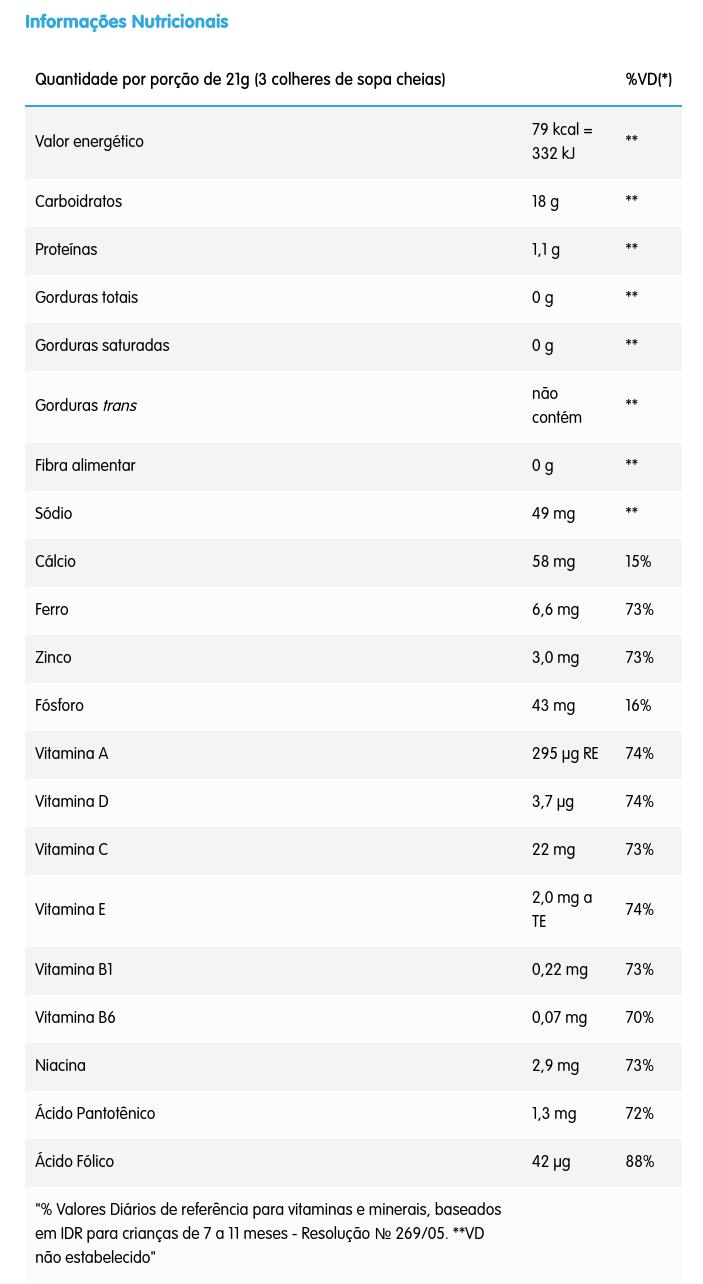 Informações Nutricionais
Quantidade por porção de 21g (3 colheres de sopa cheias) %VD(*)
Valor energético 79 kcal = 332 kJ **
Carboidratos 18 g **
Proteínas 1,1 g **
Gorduras totais 0 g **
Gorduras saturadas 0 g **
Gorduras trans não contém **
Fibra alimentar 0 g **
Sódio 49 mg **
Cálcio 58 mg 15%
Ferro 6,6 mg 73%
Zinco 3,0 mg 73%
Fósforo 43 mg 16%
Vitamina A 295 µg RE 74%
Vitamina D 3,7 µg 74%
Vitamina C 22 mg 73%
Vitamina E 2,0 mg a TE 74%
Vitamina B1 0,22 mg 73%
Vitamina B6 0,07 mg 70%
Niacina 2,9 mg 73%
Ácido Pantotênico 1,3 mg 72%
Ácido Fólico 42 µg 88%
"% Valores Diários de referência para vitaminas e minerais, baseados
em IDR para crianças de 7 a 11 meses - Resolução № 269/05. **VD
não estabelecido"